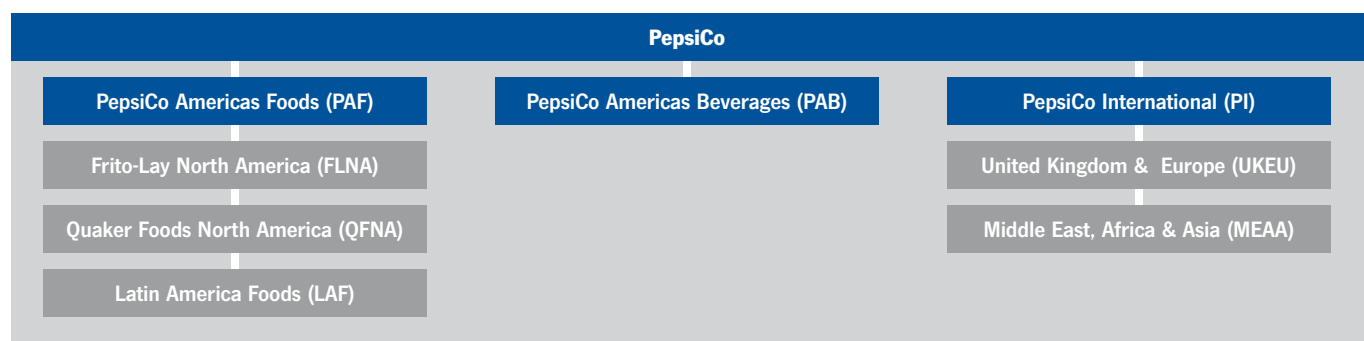 PepsiCo
PepsiCo Americas Foods (PAF)
Frito-Lay North America (FLNA)
Quaker Foods North America (QFNA)
Latin America Foods (LAF)
PepsiCo Americas Beverages (PAB)
PepsiCo International (PI)
United Kingdom & Europe (UKEU)
Middle East, Africa & Asia (MEAA)